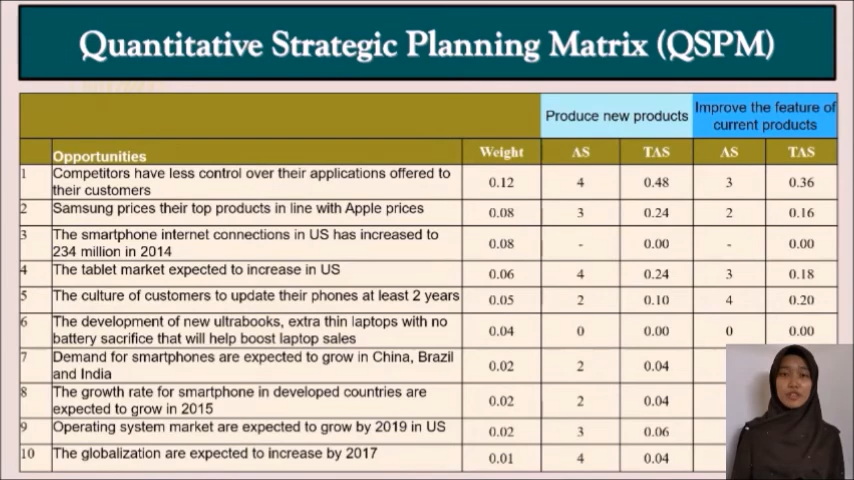 Quantitative Strategic Planning Matrix (QSPM)
Produce new products
Improve the feature of
current products
Opportunities Weight AS TAS AS TAS
1 Competitors have less control over their applications offered to
their customers 0.12 4 0.48 3 0.36
2 Samsung prices their top products in line with Apple prices 0.08 3 0.24 2 0.16
3 The smartphone internet connections in US has increased to
234 million in 2014 0.08 - 0.00 - 0.00
4 The tablet market expected to increase in US 0.06 4 0.24 3 0.18
5 The culture of customers to update their phones at least 2 years 0.05 2 0.10 4 0.20
6 The development of new ultrabooks, extra thin laptops with no
battery sacrifice that will help boost laptop sales 0.04 0 0.00 0 0.00
7 Demand for smartphones are expected to grow in China, Brazil
and India 0.02 2 0.04
8 The growth rate for smartphone in developed countries are
expected to grow in 2015 0.02 2 0.04
9 Operating system market are expected to grow by 2019 in US 0.02 3 0.06
10 The globalization are expected to increase by 2017 0.01 4 0.04